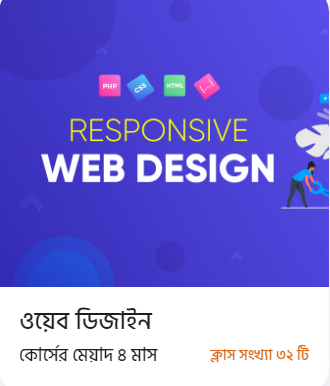 PHP CSS HTML {...}
RESPONSIVE
WEB DESIGN
ওয়েব ডিজাইন
কোর্সের মেয়াদ ৪ মাস ক্লাস সংখ্যা ৩২ টি